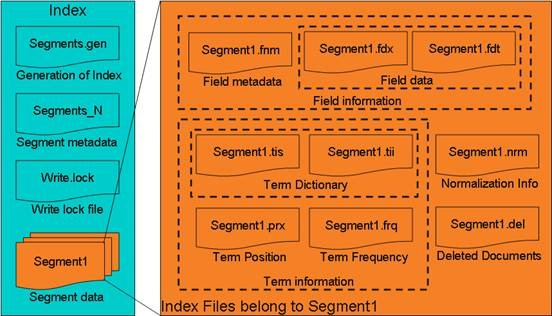 Index
Segments.gen
Generation of Index
Segments_N
Segment metadata
Write.lock
Write lock file
Segment1
Segment data
Segment1.fnm
Field metadata
Segment1.fdx
Segment1.fdt
Field data
Field information
Segment1.tis
Segment1.tii
Term Dictionary
Segment1.nrm
Normalization Info
Segment1.prx
Term Position
Segment1.frq
Term Frequency
Segment1.del
Deleted Documents
Term information
Index Files belong to Segment1